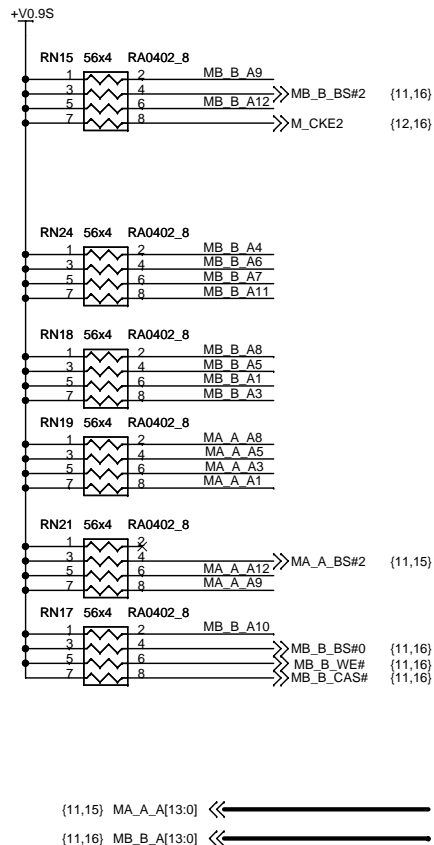 +V0.9S
RN15 56x4 RA0402_8
1 2 MB_B_A9
3 4 MB_B_BS#2 {11,16}
5 6 MB_B_A12
7 8 M_CKE2 {12,16}
RN24 56x4 RA0402_8
1 2 MB_B_A4
3 4 MB_B_A6
5 6 MB_B_A7
7 8 MB_B_A11
RN18 56x4 RA0402_8
1 2 MB_B_A8
3 4 MB_B_A5
5 6 MB_B_A1
7 8 MB_B_A3
RN19 56x4 RA0402_8
1 2 MA_A_A8
3 4 MA_A_A5
5 6 MA_A_A3
7 8 MA_A_A1
RN21 56x4 RA0402_8
1 2
3 4 MA_A_BS#2 {11,15}
5 6 MA_A_A12
7 8 MA_A_A9
RN17 56x4 RA0402_8
1 2 MB_B_A10
3 4 MB_B_BS#0 {11,16}
5 6 MB_B_WE# {11,16}
7 8 MB_B_CAS# {11,16}
{11,15} MA_A_A[13:0]
{11,16} MB_B_A[13:0]